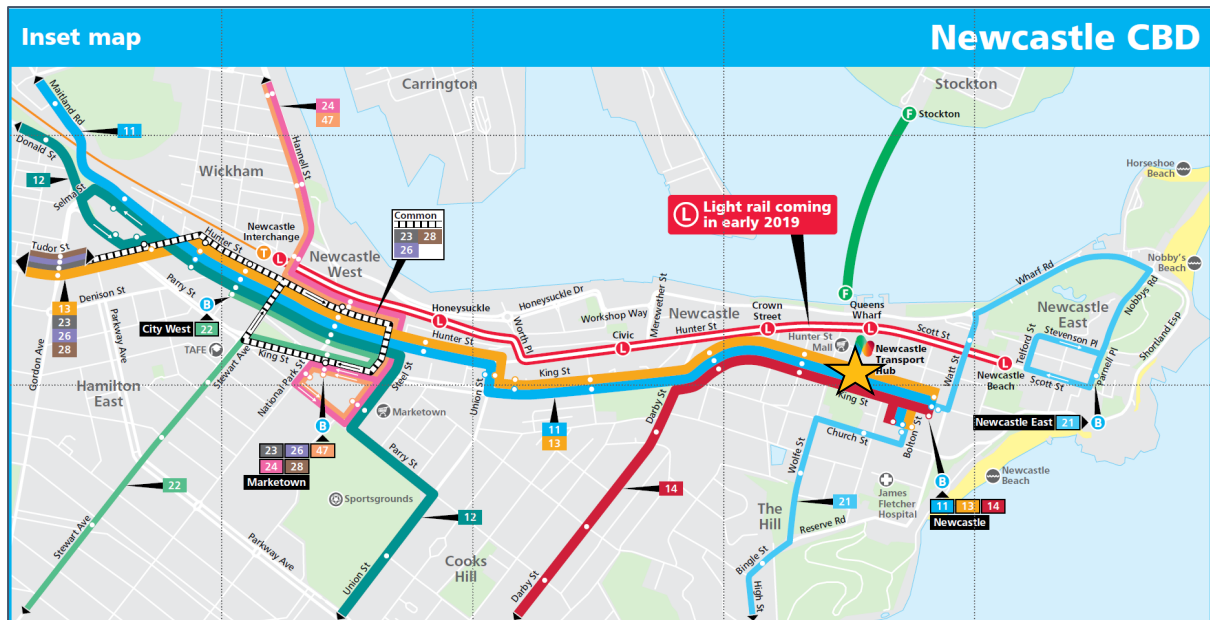 Inset map
Newcastle CBD
Carrington
Stockton
F Stockton
Maitland Rd
11
24
47
Hannell St
Donald St
12
Selma St
Wickham
Horseshoe
Beach
L Light rail coming
in early 2019
Common
23 28
26
Newcastle
Interchange
T
L
Hunter St
Newcastle
West
Tudor St
Parry St
Denison St
13
23
26
28
Gordon Ave
Parkway Ave
B
City West 22
TAFE
Stewart Ave
King St
National Park St
Steel St
Hamilton
East
Honeysuckle
L
Honeysuckle Dr
Hunter St
Worth Pl
Workshop Way
Civic
L
Merewether St
Newcastle
Hunter St
Crown
Street
L
F
Queens
Wharf
L
Hunter St
Mall
Newcastle
Transport
Hub
Scott St
Watt St
L
Newcastle
Beach
Wharf Rd
Nobby's
Beach
Nobbys Rd
Newcastle
East
Shortland Esp
Telford St
Stevenson Pl
Scott St
Parnell Pl
Newcastle East 21
B
Union St
King St
11
13
Darby St
King St
Church St
Bolton St
Wolfe St
Marketown
B
23 26 47
24 28
Marketown
Parry St
Sportsgrounds
12
14
22
Stewart Ave
Parkway Ave
Union St
Cooks
Hill
Darby St
The
Hill
21
Reserve Rd
Bingle St
High St
James
Fletcher
Hospital
B
11 13 14
Newcastle
Newcastle
Beach